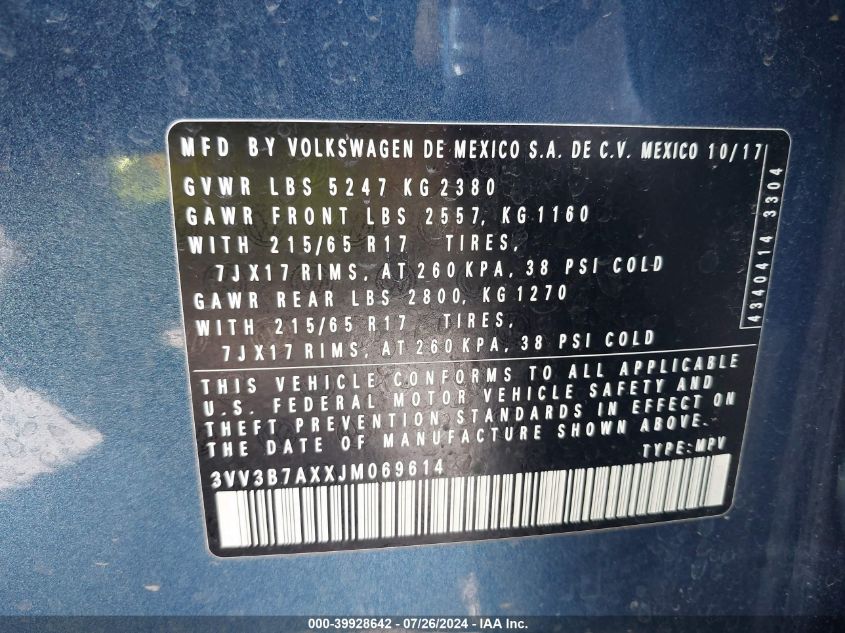 MFD BY VOLKSWAGEN DE MEXICO S.A. DE C.V. MEXICO 10/17
GVWR LBS 5247 KG 2380
GAWR FRONT LBS 2557, KG 1160
WITH 215/65 R17 TIRES,
7JX17 RIMS, AT 260 KPA, 38 PSI COLD
GAWR REAR LBS 2800, KG 1270
WITH 215/65 R17 TIRES,
7JX17 RIMS, AT 260 KPA, 38 PSI COLD
4340414 3304
THIS VEHICLE CONFORMS TO ALL APPLICABLE
U.S. FEDERAL MOTOR VEHICLE SAFETY AND
THEFT PREVENTION STANDARDS IN EFFECT ON
THE DATE OF MANUFACTURE SHOWN ABOVE.
TYPE: MPV
3VV3B7AXXJM069614
000-39928642 - 07/26/2024 - IAA Inc.